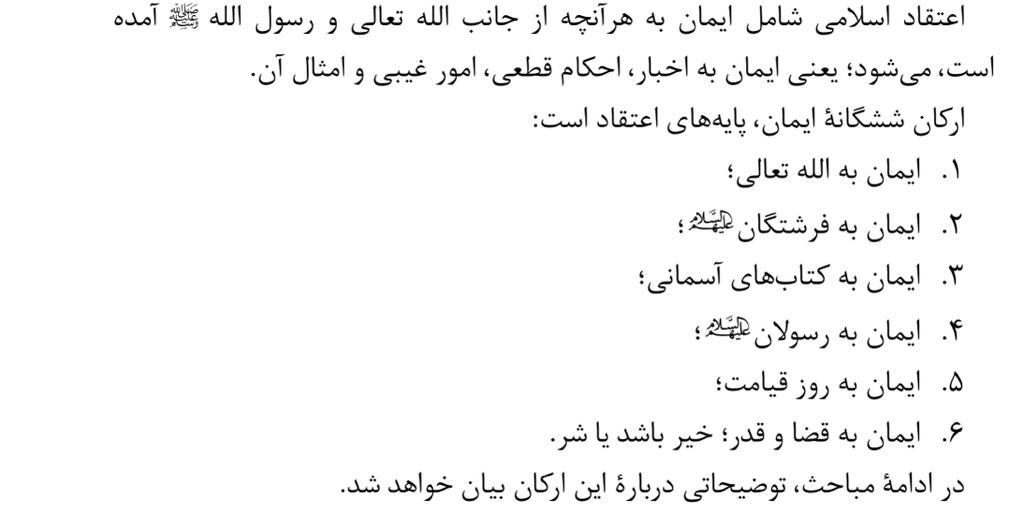 اعتقاد اسلامی شامل ایمان به هرآنچه از جانب الله تعالی و رسول الله ﷺ آمده
است، می‌شود؛ یعنی ایمان به اخبار، احکام قطعی، امور غیبی و امثال آن.
ارکان ششگانهٔ ایمان، پایه‌های اعتقاد است:
۱. ایمان به الله تعالی؛
۲. ایمان به فرشتگان علیهم السلام؛
۳. ایمان به کتاب‌های آسمانی؛
۴. ایمان به رسولان علیهم السلام؛
۵. ایمان به روز قیامت؛
۶. ایمان به قضا و قدر؛ خیر باشد یا شر.
در ادامهٔ مباحث، توضیحاتی دربارهٔ این ارکان بیان خواهد شد.